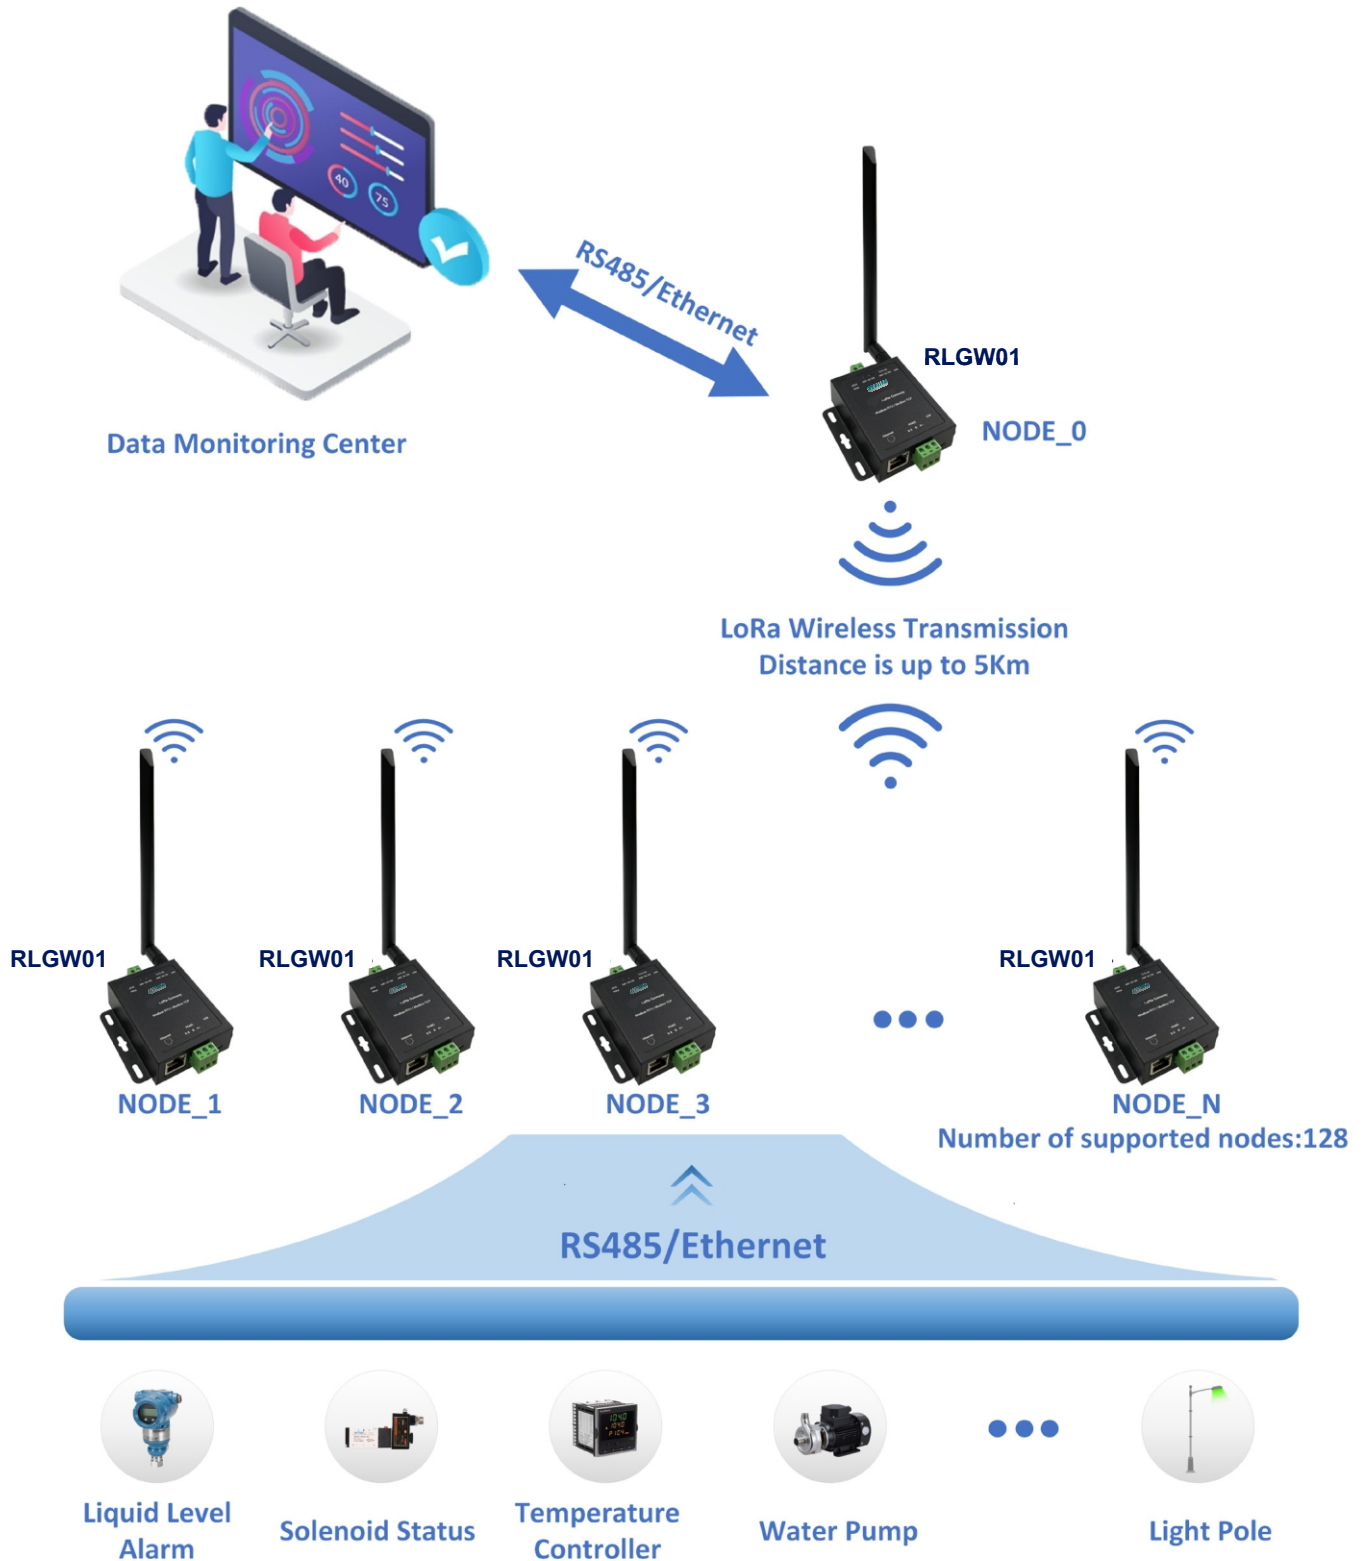 40
75
RS485/Ethernet
RLGW01
NODE_0
Data Monitoring Center
LoRa Wireless Transmission
Distance is up to 5Km
RLGW01
RLGW01
RLGW01
RLGW01
NODE_1
NODE_2
NODE_3
NODE_N
Number of supported nodes:128
RS485/Ethernet
Liquid Level
Alarm
Solenoid Status
Temperature
Controller
Water Pump
Light Pole